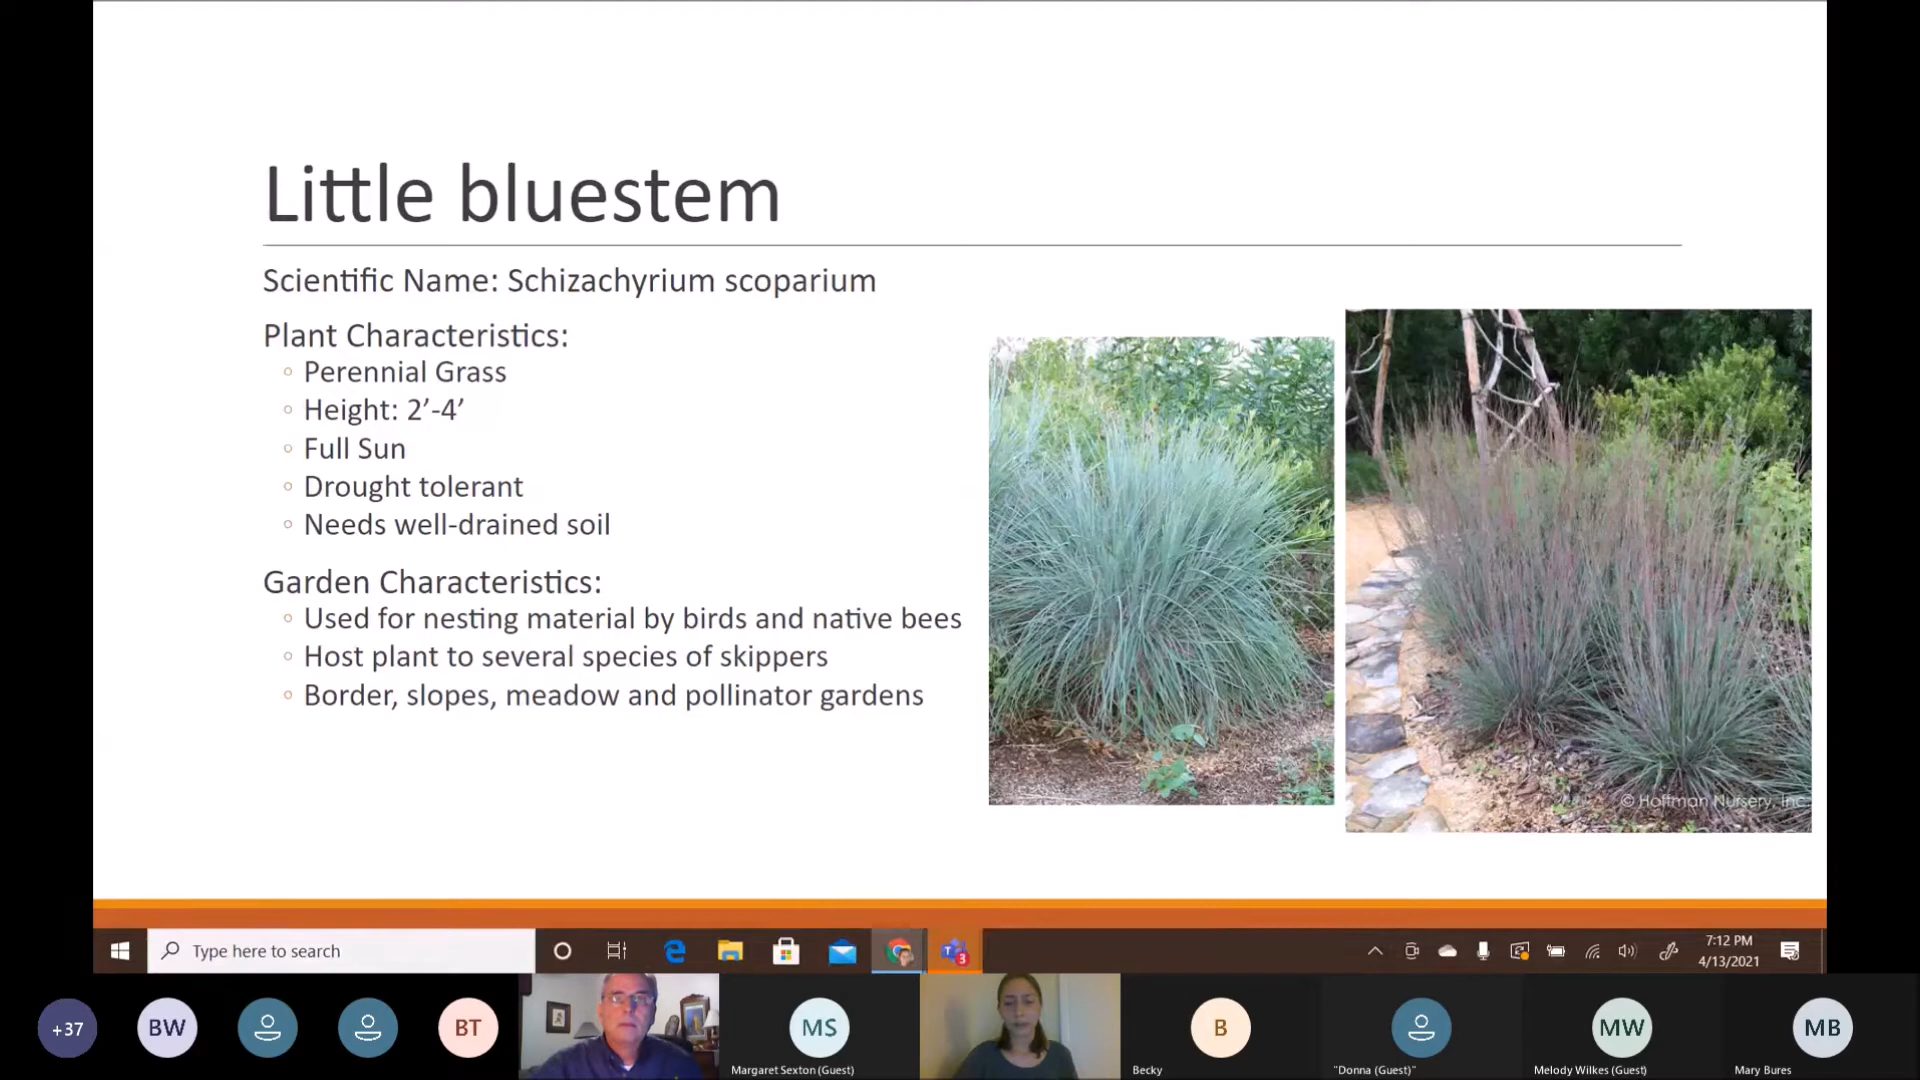 Little bluestem
Scientific Name: Schizachyrium scoparium
Plant Characteristics:
Perennial Grass
Height: 2’-4’
Full Sun
Drought tolerant
Needs well-drained soil
Garden Characteristics:
Used for nesting material by birds and native bees
Host plant to several species of skippers
Border, slopes, meadow and pollinator gardens
© Hoffman Nursery, Inc.
Type here to search
3
7:12 PM
4/13/2021
+37
BW
BT
MS
Margaret Sexton (Guest)
B
Becky
"Donna (Guest)"
MW
Melody Wilkes (Guest)
MB
Mary Bures